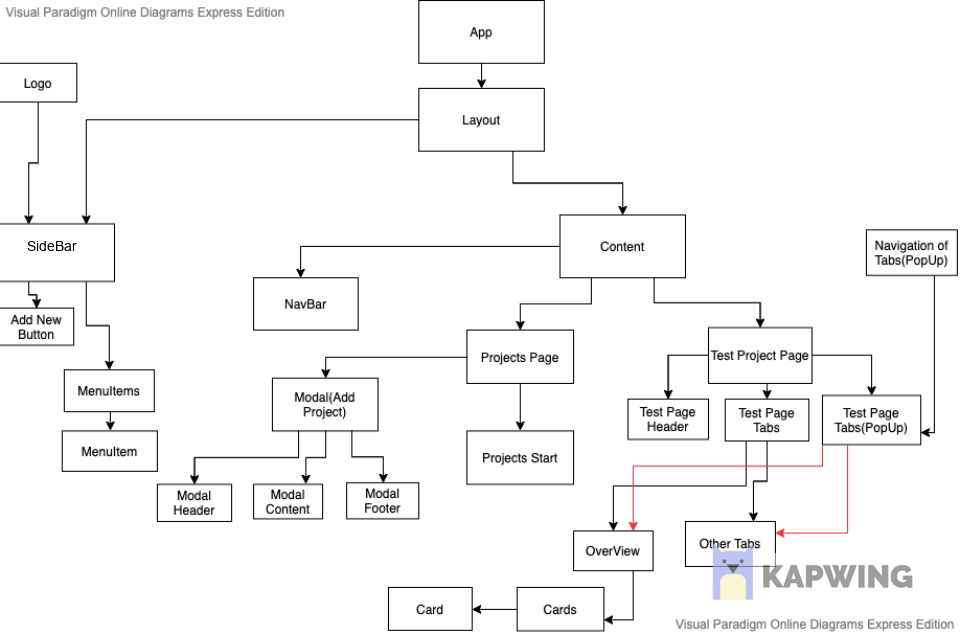 Visual Paradigm Online Diagrams Express Edition
App
Logo
Layout
SideBar
Content
Navigation of
Tabs(PopUp)
NavBar
Add New
Button
Projects Page
Test Project Page
MenuItems
Modal(Add
Project)
Test Page
Header
Test Page
Tabs
Test Page
Tabs(PopUp)
MenuItem
Projects Start
Modal
Header
Modal
Content
Modal
Footer
OverView
Other Tabs
KAPWING
Card
Cards
Visual Paradigm Online Diagrams Express Edition